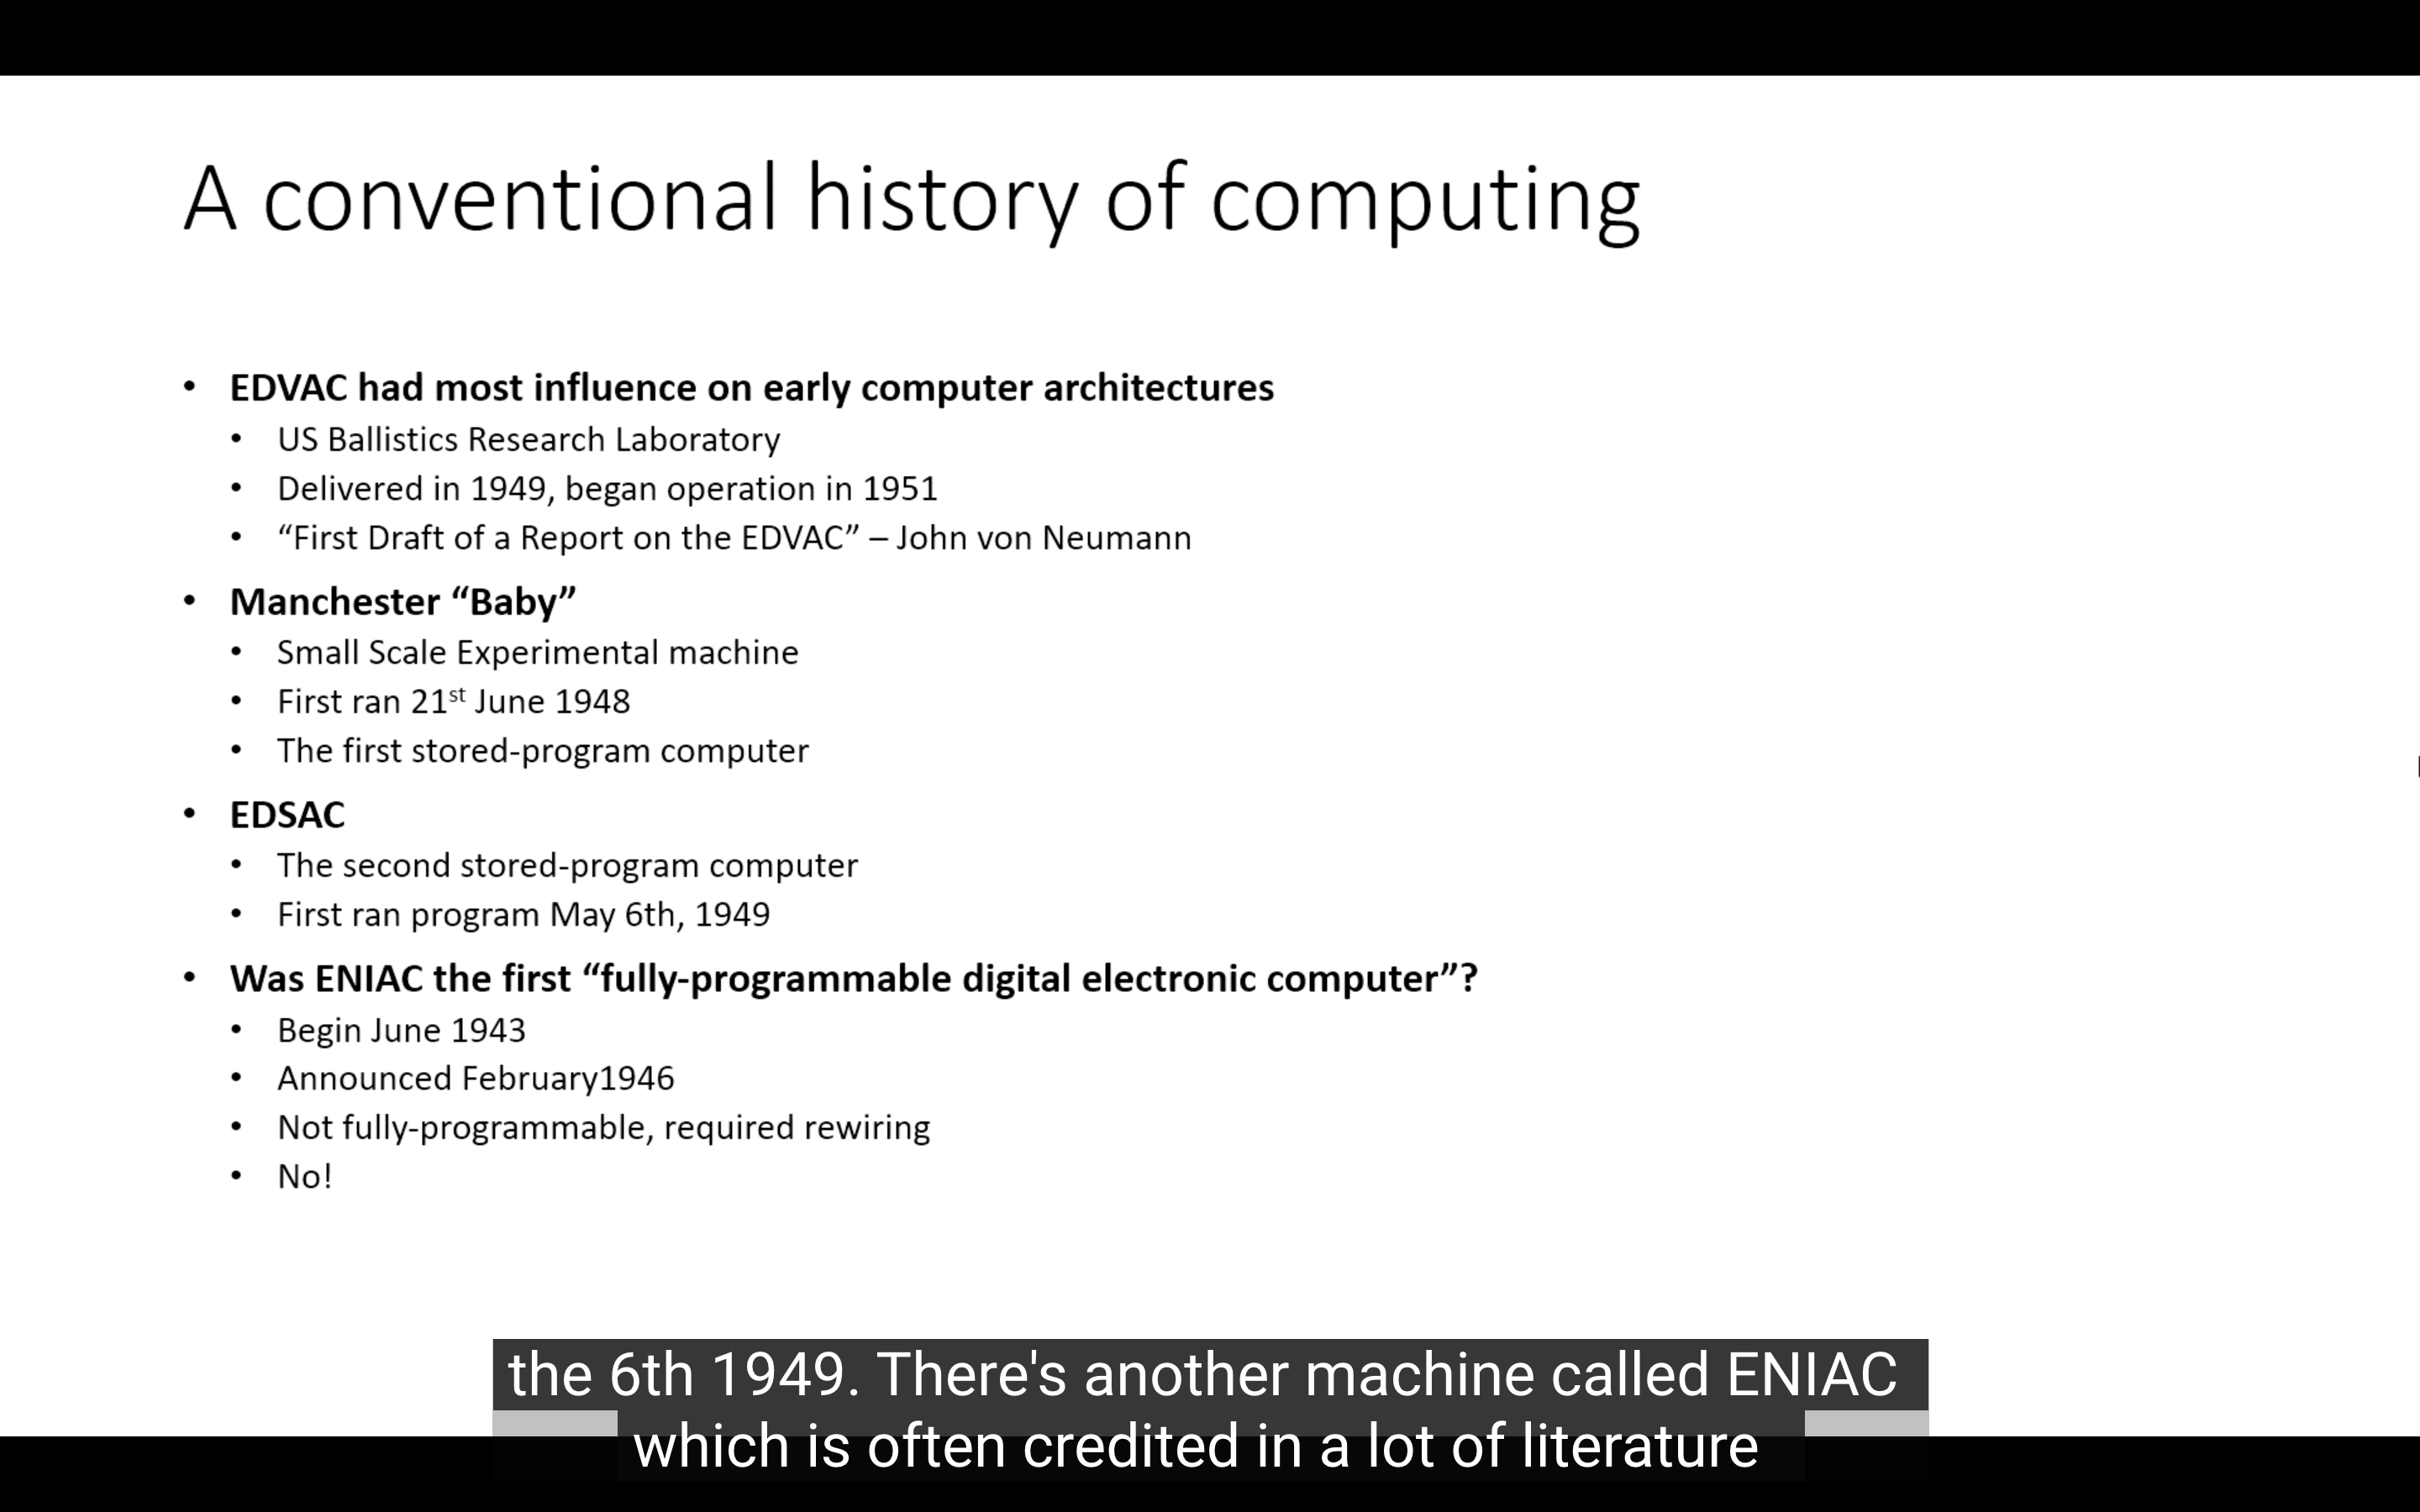 A conventional history of computing
• EDVAC had most influence on early computer architectures
• US Ballistics Research Laboratory
• Delivered in 1949, began operation in 1951
• “First Draft of a Report on the EDVAC” – John von Neumann
• Manchester “Baby”
• Small Scale Experimental machine
• First ran 21st June 1948
• The first stored-program computer
• EDSAC
• The second stored-program computer
• First ran program May 6th, 1949
• Was ENIAC the first “fully-programmable digital electronic computer”?
• Begin June 1943
• Announced February1946
• Not fully-programmable, required rewiring
• No!
the 6th 1949. There's another machine called ENIAC
which is often credited in a lot of literature